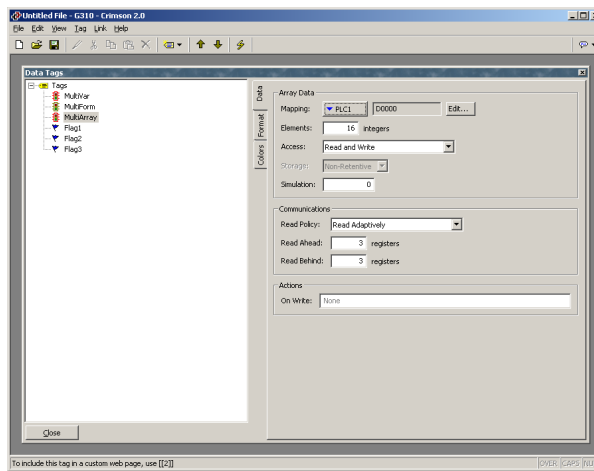 Untitled File - G310 - Crimson 2.0
File Edit View Tag Link Help
Data Tags
Tags
MultiVar
MultiForm
MultiArray
Flag1
Flag2
Flag3
Close
Data
Format
Colors
Array Data
Mapping: PLC1 D0000 Edit...
Elements: 16 integers
Access: Read and Write
Storage: Non-Retentive
Simulation: 0
Communications
Read Policy: Read Adaptively
Read Ahead: 3 registers
Read Behind: 3 registers
Actions
On Write: None
To include this tag in a custom web page, use [[2]]
OVER CAPS NU